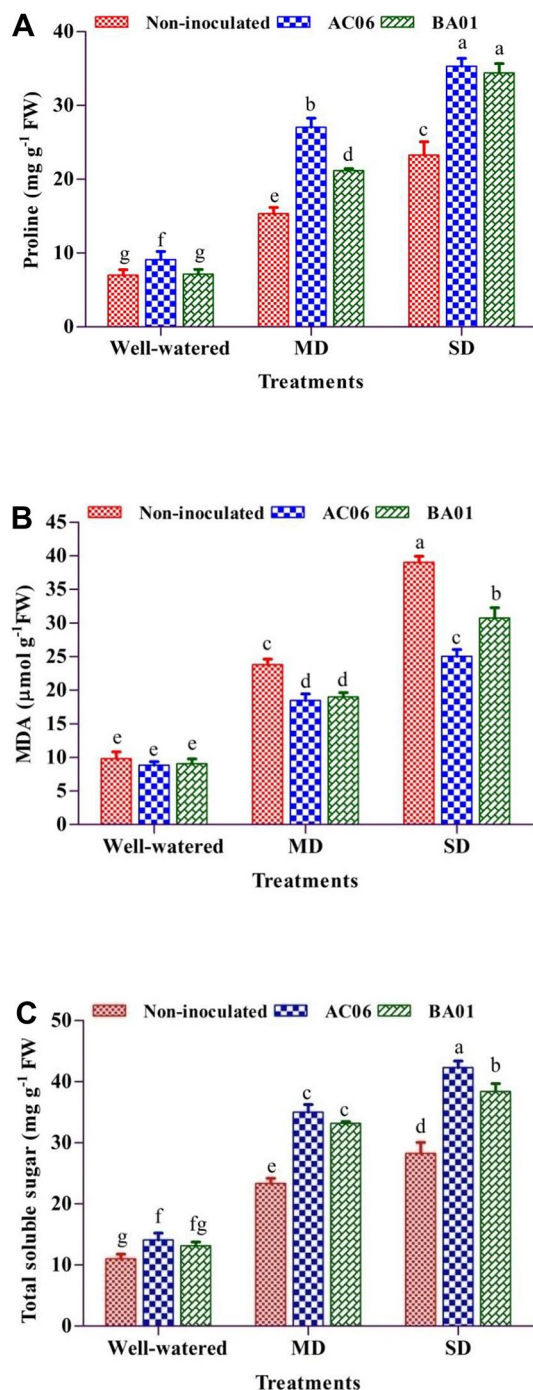 A
Non-inoculated AC06 BA01
Proline (mg g-1 FW)
40
30
20
10
0
g f g
e b d
c a a
Well-watered MD SD
Treatments
B
Non-inoculated AC06 BA01
MDA (μmol g-1FW)
45
40
35
30
25
20
15
10
5
0
e e e
c d d
a c b
Well-watered MD SD
Treatments
C
Non-inoculated AC06 BA01
Total soluble sugar (mg g-1 FW
50
40
30
20
10
0
g f fg
e c c
d a b
Well-watered MD SD
Treatments